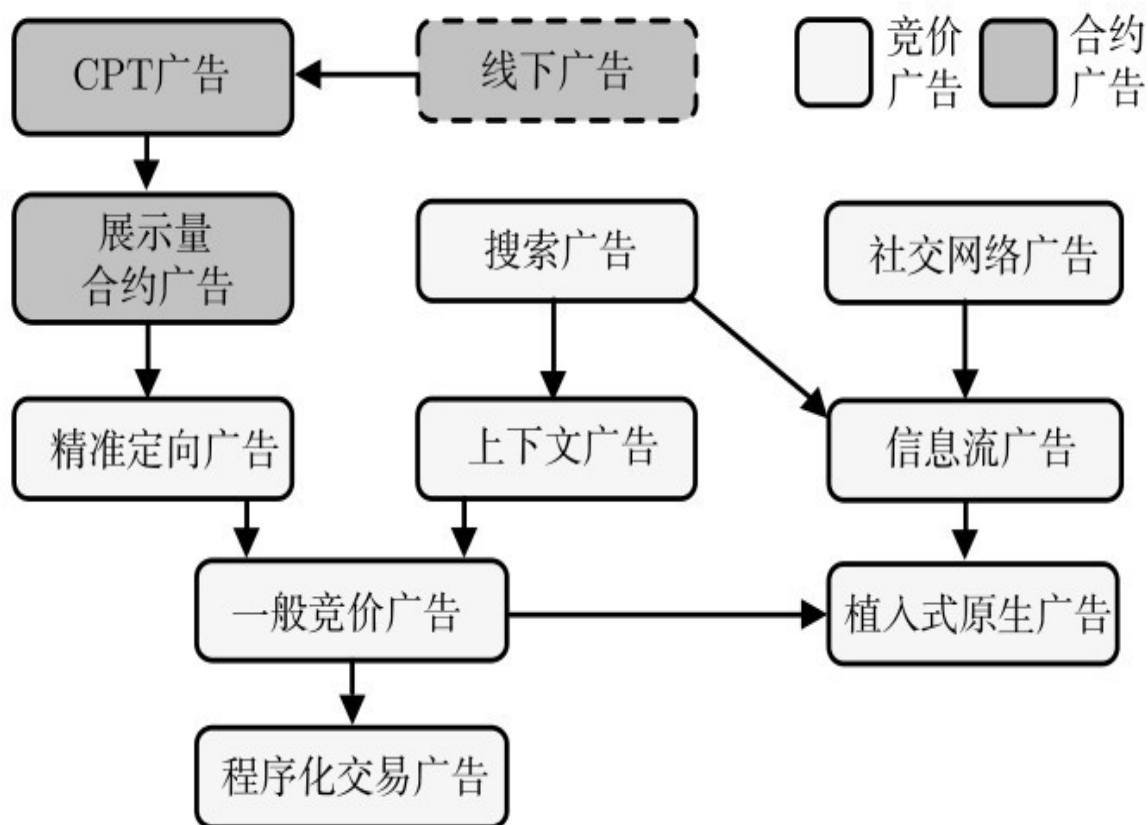 CPT广告
线下广告
竞价
广告
合约
广告
展示量
合约广告
搜索广告
社交网络广告
精准定向广告
上下文广告
信息流广告
一般竞价广告
植入式原生广告
程序化交易广告